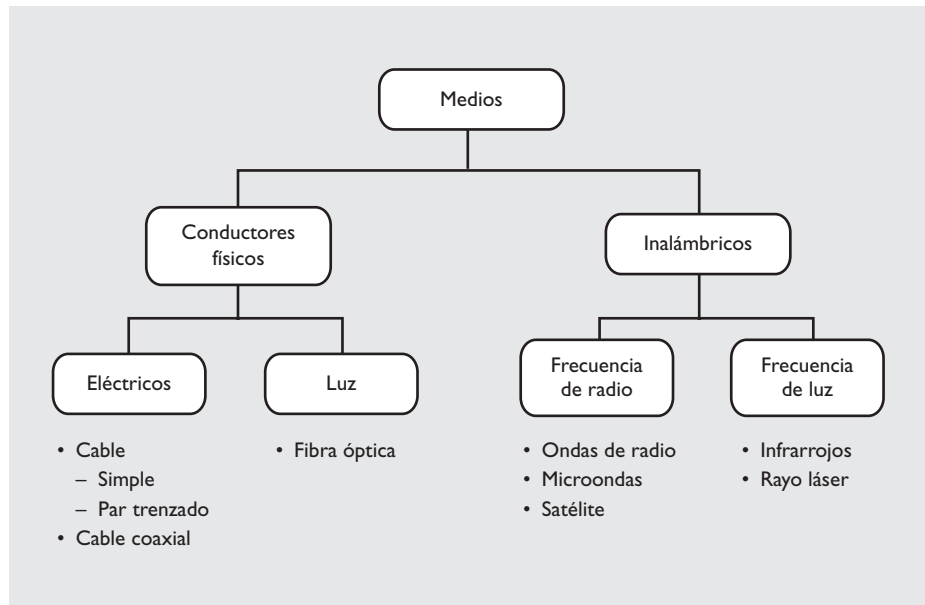 Medios
Conductores
físicos
Inalámbricos
Eléctricos
Luz
Frecuencia
de radio
Frecuencia
de luz
• Cable
– Simple
– Par trenzado
• Cable coaxial
• Fibra óptica
• Ondas de radio
• Microondas
• Satélite
• Infrarrojos
• Rayo láser